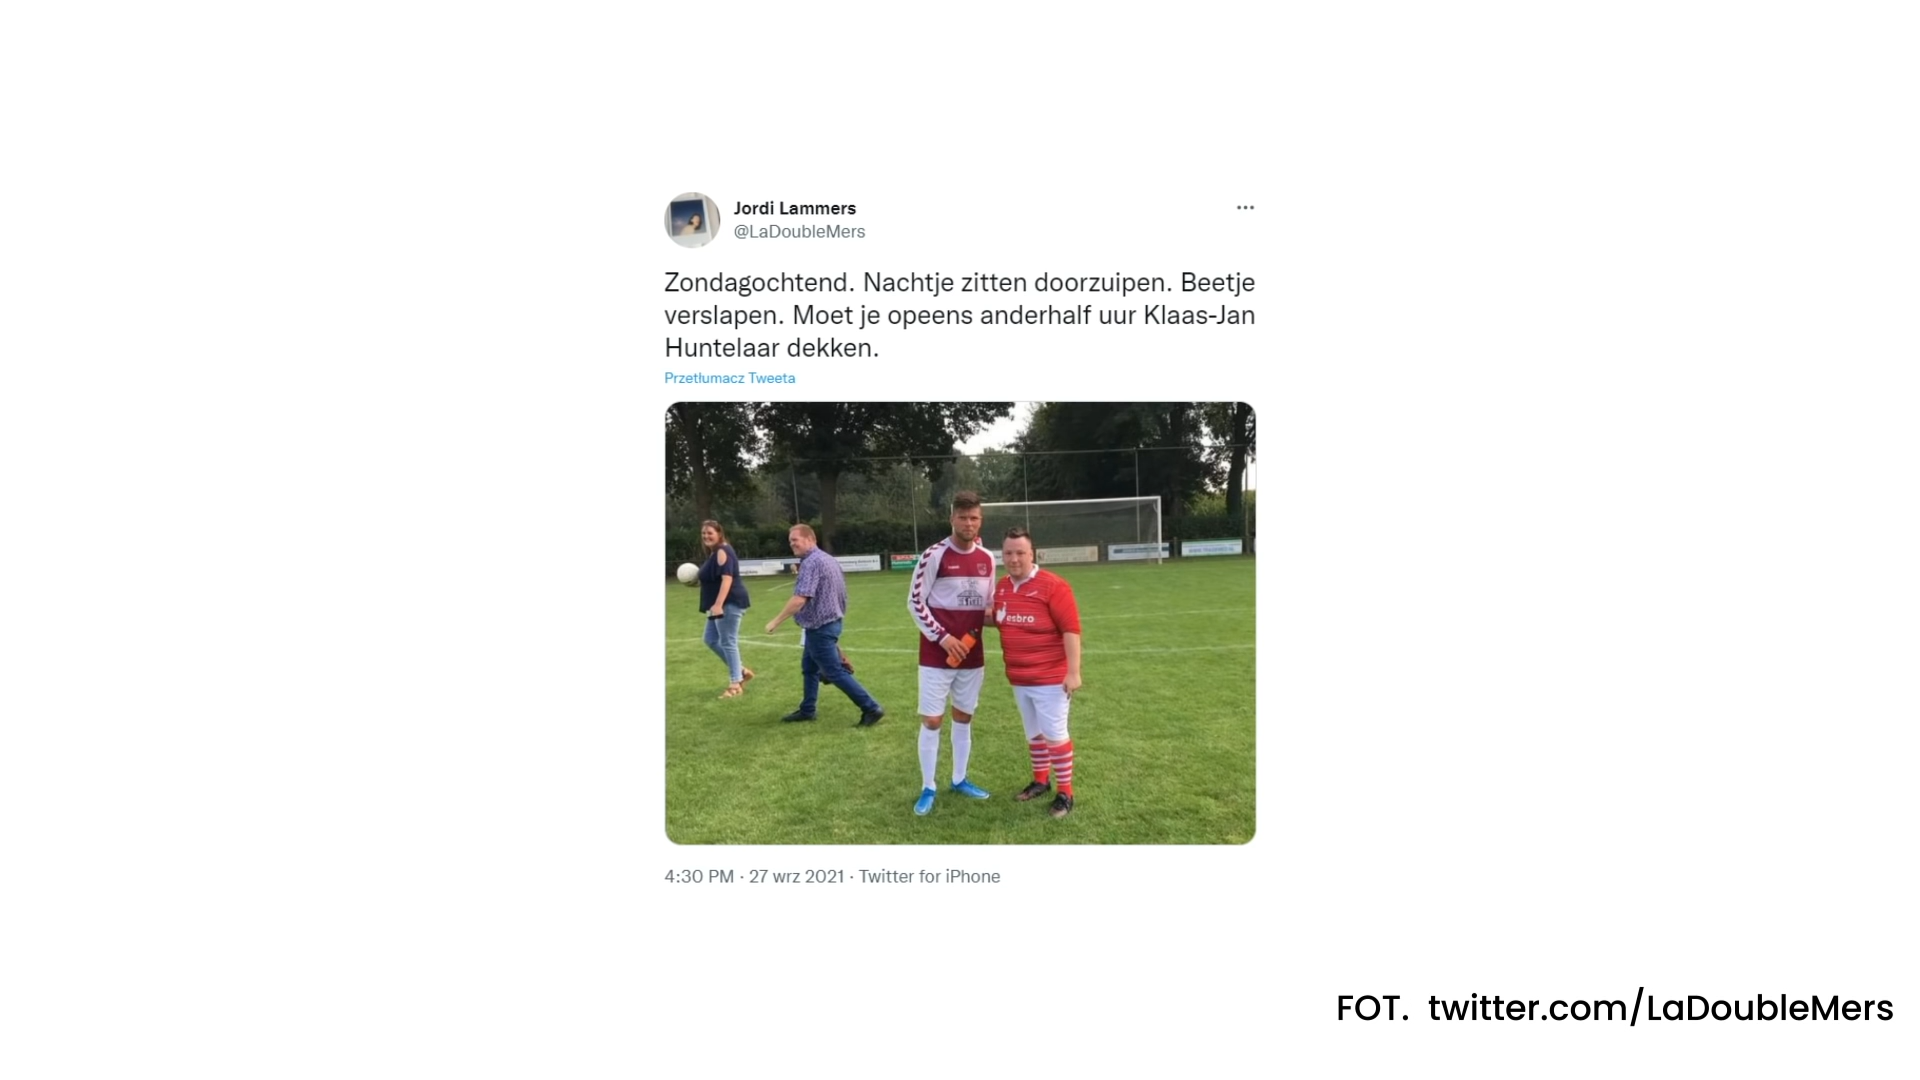 Jordi Lammers
@LaDoubleMers
Zondagochtend. Nachtje zitten doorzuipen. Beetje
verslapen. Moet je opeens anderhalf uur Klaas-Jan
Huntelaar dekken.
Przetłumacz Tweeta
esbro
4:30 PM · 27 wrz 2021 · Twitter for iPhone
FOT. twitter.com/LaDoubleMers